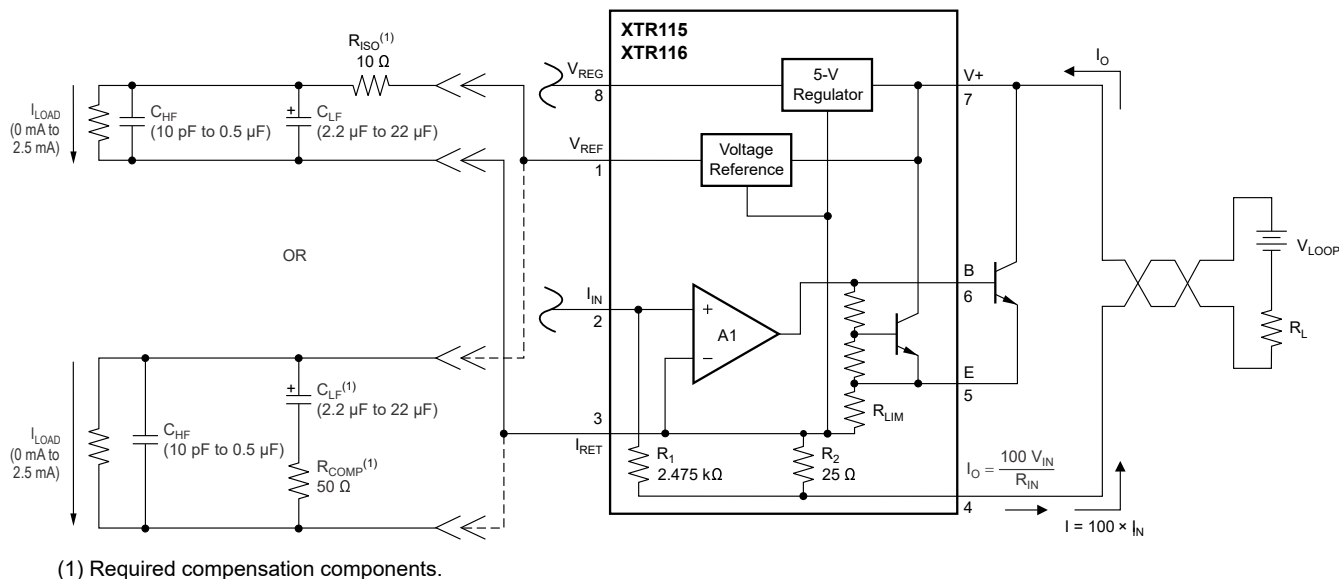 XTR115
XTR116
R_ISO^(1)
10 Ω
I_LOAD
(0 mA to
2.5 mA)
C_HF
(10 pF to 0.5 µF)
+
C_LF
(2.2 µF to 22 µF)
V_REG
8
5-V
Regulator
V+
7
I_O
V_REF
1
Voltage
Reference
OR
V_LOOP
R_L
I_IN
2
+
A1
−
B
6
E
5
R_LIM
I_LOAD
(0 mA to
2.5 mA)
C_HF
(10 pF to 0.5 µF)
+
C_LF^(1)
(2.2 µF to 22 µF)
R_COMP^(1)
50 Ω
3
I_RET
R_1
2.475 kΩ
R_2
25 Ω
I_O = 100 V_IN / R_IN
4
I = 100 × I_N
(1) Required compensation components.